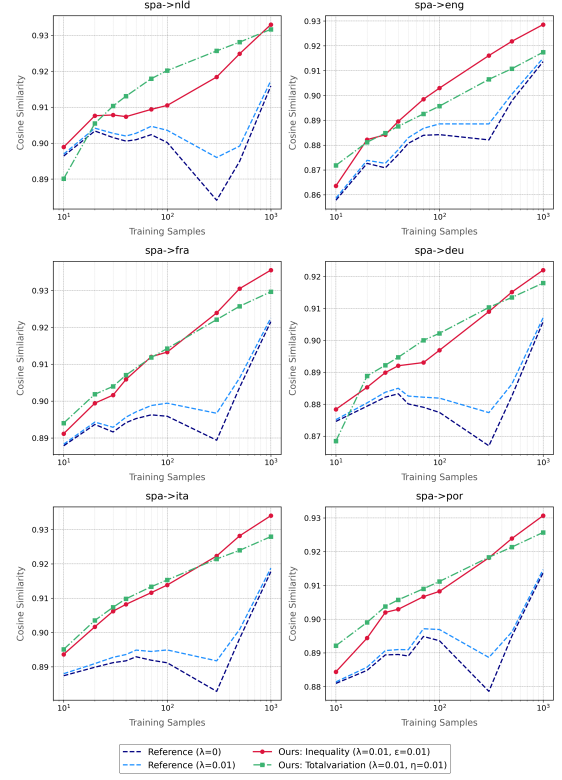 spa->nld
spa->eng
0.93
0.92
0.91
0.90
0.89
Cosine Similarity
10¹
10²
10³
Training Samples
0.93
0.92
0.91
0.90
0.89
0.88
0.87
0.86
Cosine Similarity
10¹
10²
10³
Training Samples
spa->fra
spa->deu
0.93
0.92
0.91
0.90
0.89
Cosine Similarity
10¹
10²
10³
Training Samples
0.92
0.91
0.90
0.89
0.88
0.87
Cosine Similarity
10¹
10²
10³
Training Samples
spa->ita
spa->por
0.93
0.92
0.91
0.90
0.89
Cosine Similarity
10¹
10²
10³
Training Samples
0.93
0.92
0.91
0.90
0.89
0.88
Cosine Similarity
10¹
10²
10³
Training Samples
Reference (λ=0)
Reference (λ=0.01)
Ours: Inequality (λ=0.01, ε=0.01)
Ours: Totalvariation (λ=0.01, η=0.01)